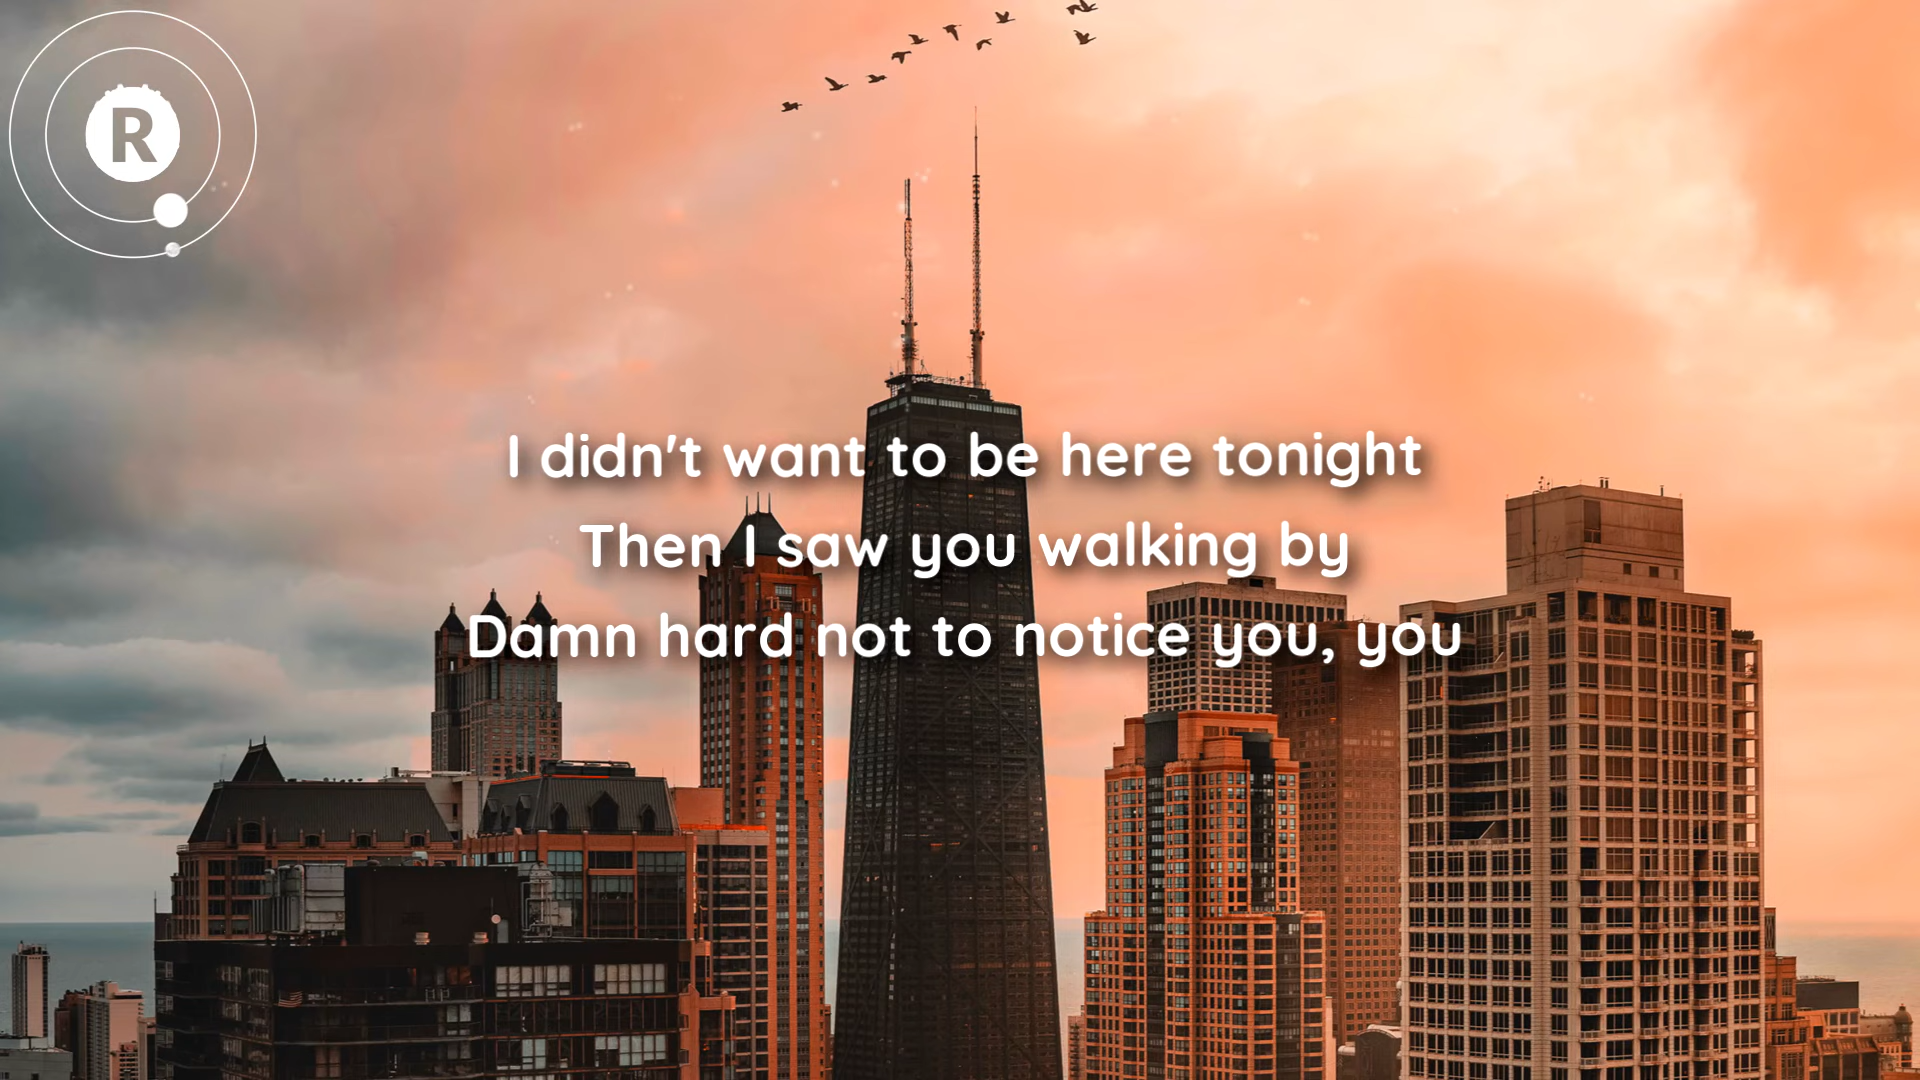 R
I didn't want to be here tonight
Then I saw you walking by
Damn hard not to notice you, you